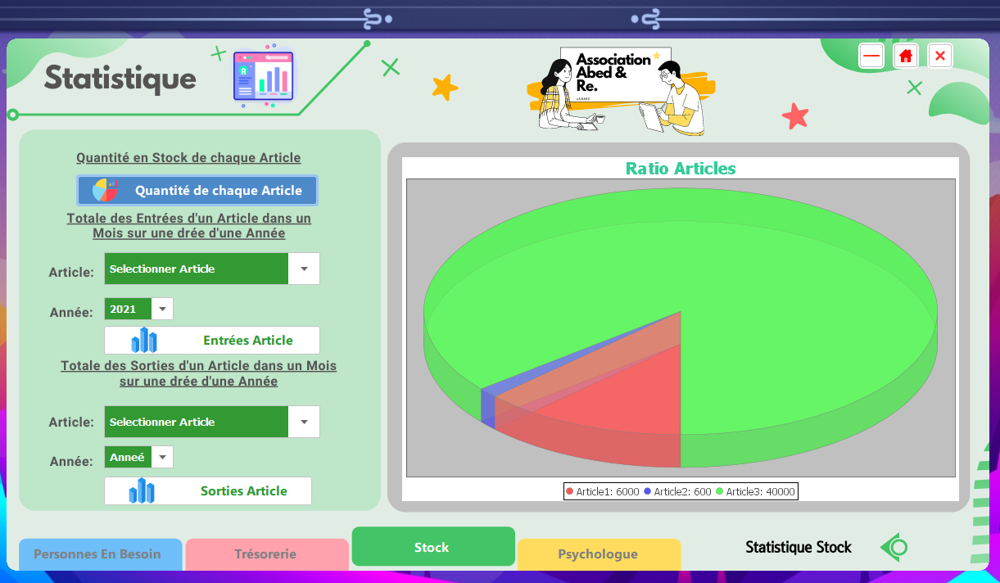 Statistique
Association
Abed &
Re.
Quantité en Stock de chaque Article
Quantité de chaque Article
Totale des Entrées d'un Article dans un
Mois sur une drée d'une Année
Article:
Selectionner Article
Année:
2021
Entrées Article
Totale des Sorties d'un Article dans un Mois
sur une drée d'une Année
Article:
Selectionner Article
Année:
Anneé
Sorties Article
Ratio Articles
Article1: 6000 Article2: 600 Article3: 40000
Personnes En Besoin
Trésorerie
Stock
Psychologue
Statistique Stock